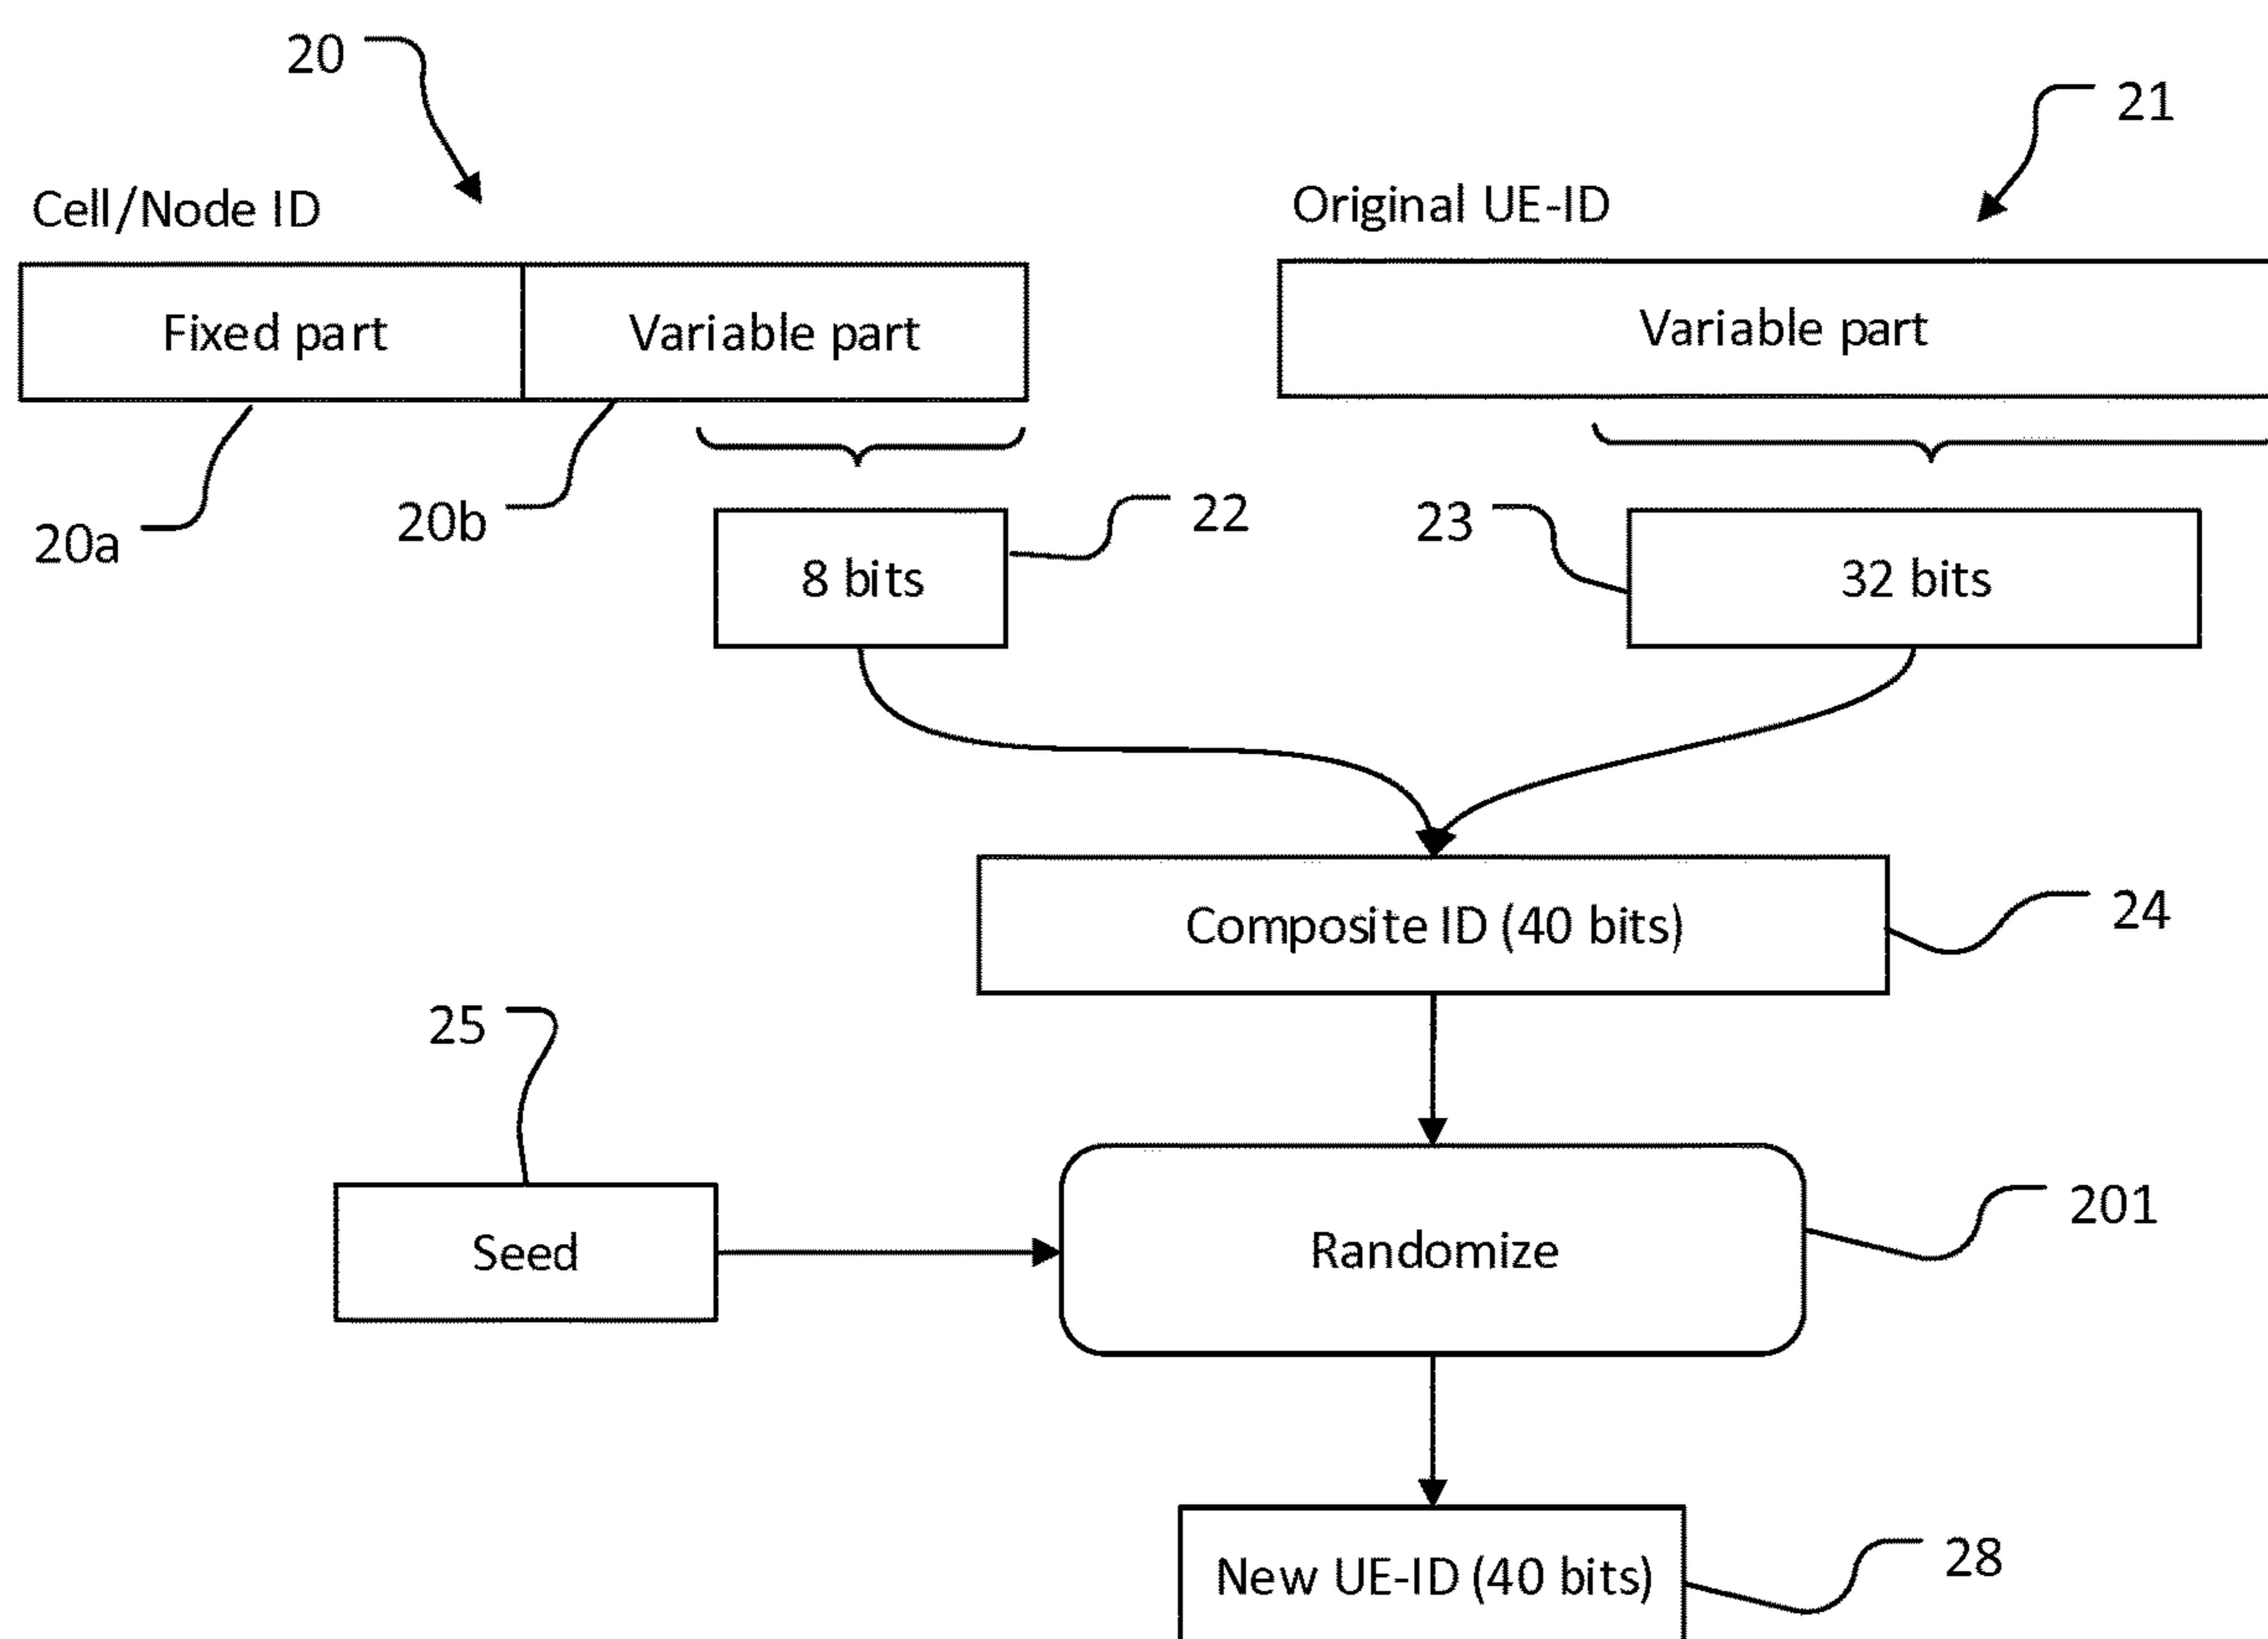 20
21
Cell/Node ID
Original UE-ID
Fixed part
Variable part
Variable part
20a
20b
22
23
8 bits
32 bits
Composite ID (40 bits)
24
25
Seed
Randomize
201
New UE-ID (40 bits)
28